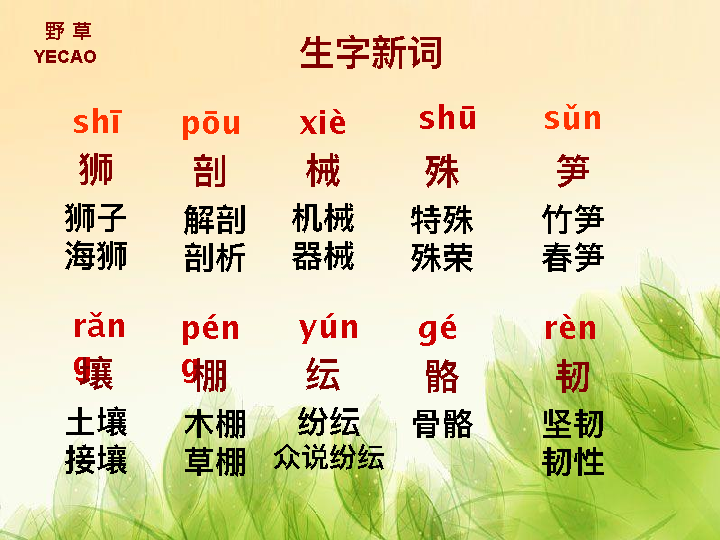 野 草
YECAO
生字新词
shī pōu xiè shū sǔn
狮 剖 械 殊 笋
狮子 解剖 机械 特殊 竹笋
海狮 剖析 器械 殊荣 春笋
rǎng péng yún gé rèn
壤 棚 纭 骼 韧
土壤 木棚 纷纭 骨骼 坚韧
接壤 草棚 众说纷纭 韧性